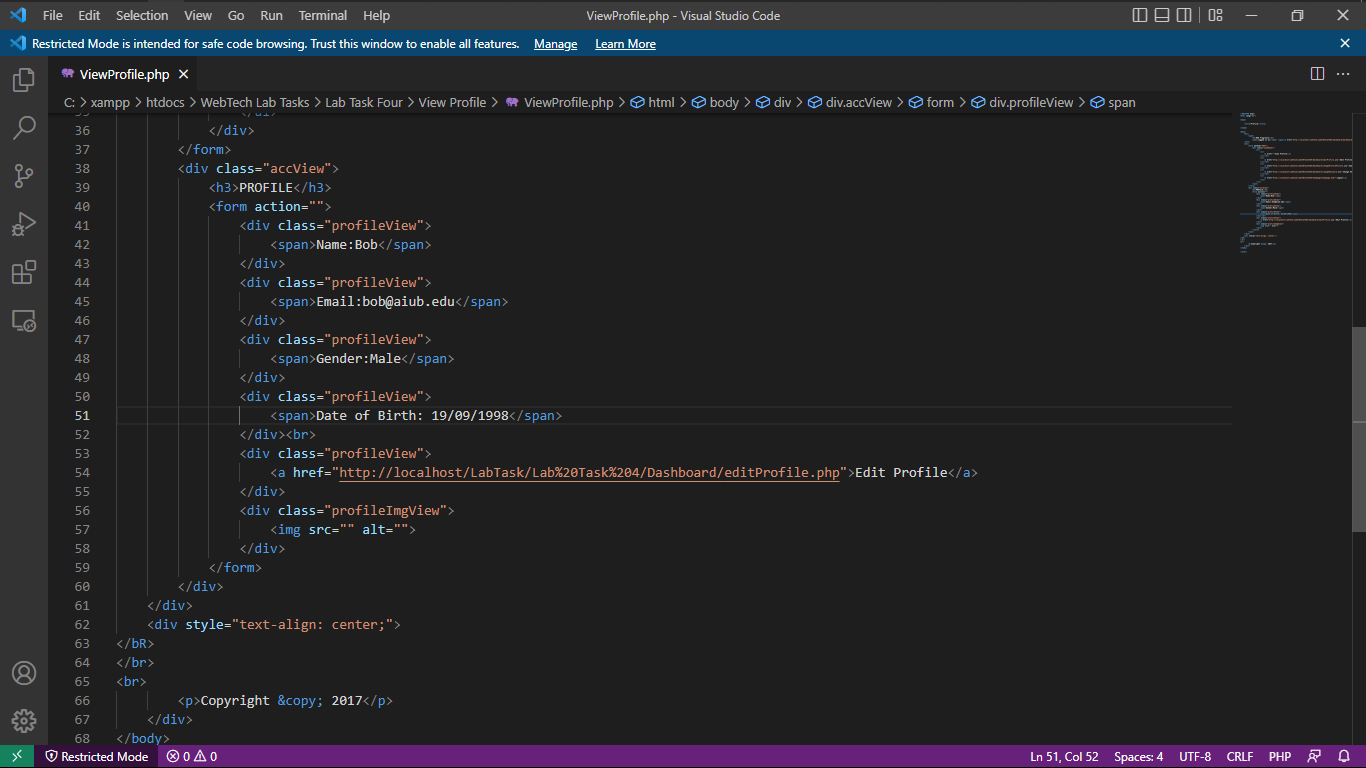 File Edit Selection View Go Run Terminal Help ViewProfile.php - Visual Studio Code
Restricted Mode is intended for safe code browsing. Trust this window to enable all features. Manage Learn More
ViewProfile.php
C: > xampp > htdocs > WebTech Lab Tasks > Lab Task Four > View Profile > ViewProfile.php > html > body > div > div.accView > form > div.profileView > span
36 </div>
37 </form>
38 <div class="accView">
39 <h3>PROFILE</h3>
40 <form action="">
41 <div class="profileView">
42 <span>Name:Bob</span>
43 </div>
44 <div class="profileView">
45 <span>Email:bob@aiub.edu</span>
46 </div>
47 <div class="profileView">
48 <span>Gender:Male</span>
49 </div>
50 <div class="profileView">
51 <span>Date of Birth: 19/09/1998</span>
52 </div><br>
53 <div class="profileView">
54 <a href="http://localhost/LabTask/Lab%20Task%204/Dashboard/editProfile.php">Edit Profile</a>
55 </div>
56 <div class="profileImgView">
57 <img src="" alt="">
58 </div>
59 </form>
60 </div>
61 </div>
62 <div style="text-align: center;">
63 </bR>
64 </br>
65 <br>
66 <p>Copyright &copy; 2017</p>
67 </div>
68 </body>
Restricted Mode 0 0 Ln 51, Col 52 Spaces: 4 UTF-8 CRLF PHP